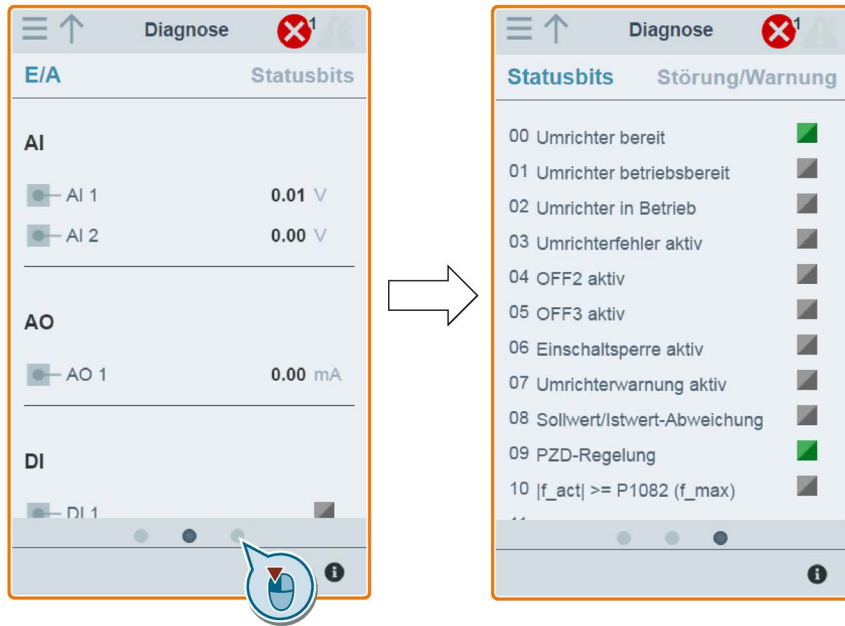 Diagnose
1
E/A Statusbits
AI
AI 1 0.01 V
AI 2 0.00 V
AO
AO 1 0.00 mA
DI
DI 1
Diagnose
1
Statusbits Störung/Warnung
00 Umrichter bereit
01 Umrichter betriebsbereit
02 Umrichter in Betrieb
03 Umrichterfehler aktiv
04 OFF2 aktiv
05 OFF3 aktiv
06 Einschaltsperre aktiv
07 Umrichterwarnung aktiv
08 Sollwert/Istwert-Abweichung
09 PZD-Regelung
10 |f_act| >= P1082 (f_max)